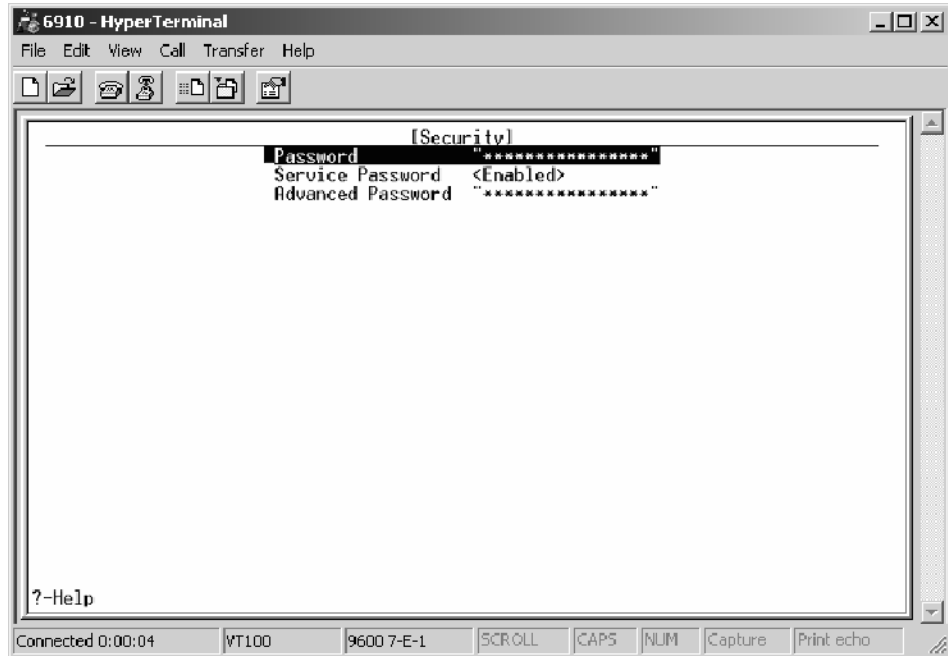 6910 - HyperTerminal
File Edit View Call Transfer Help
[Security]
Password "****************"
Service Password <Enabled>
Advanced Password "****************"
?-Help
Connected 0:00:04 VT100 9600 7-E-1 SCROLL CAPS NUM Capture Print echo